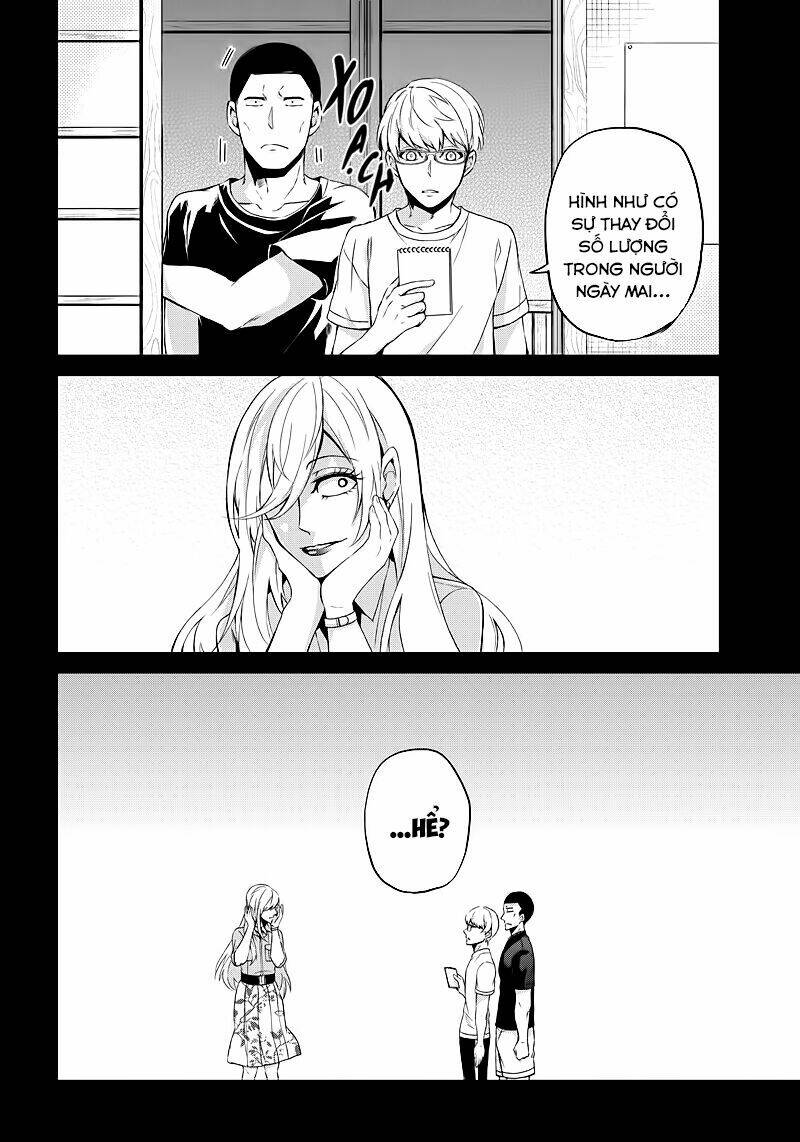 XOẠCH
HÌNH NHƯ CÓ
SỰ THAY ĐỔI
SỐ LƯỢNG
TRONG NGƯỜI
NGÀY MAI...
...HỂ?